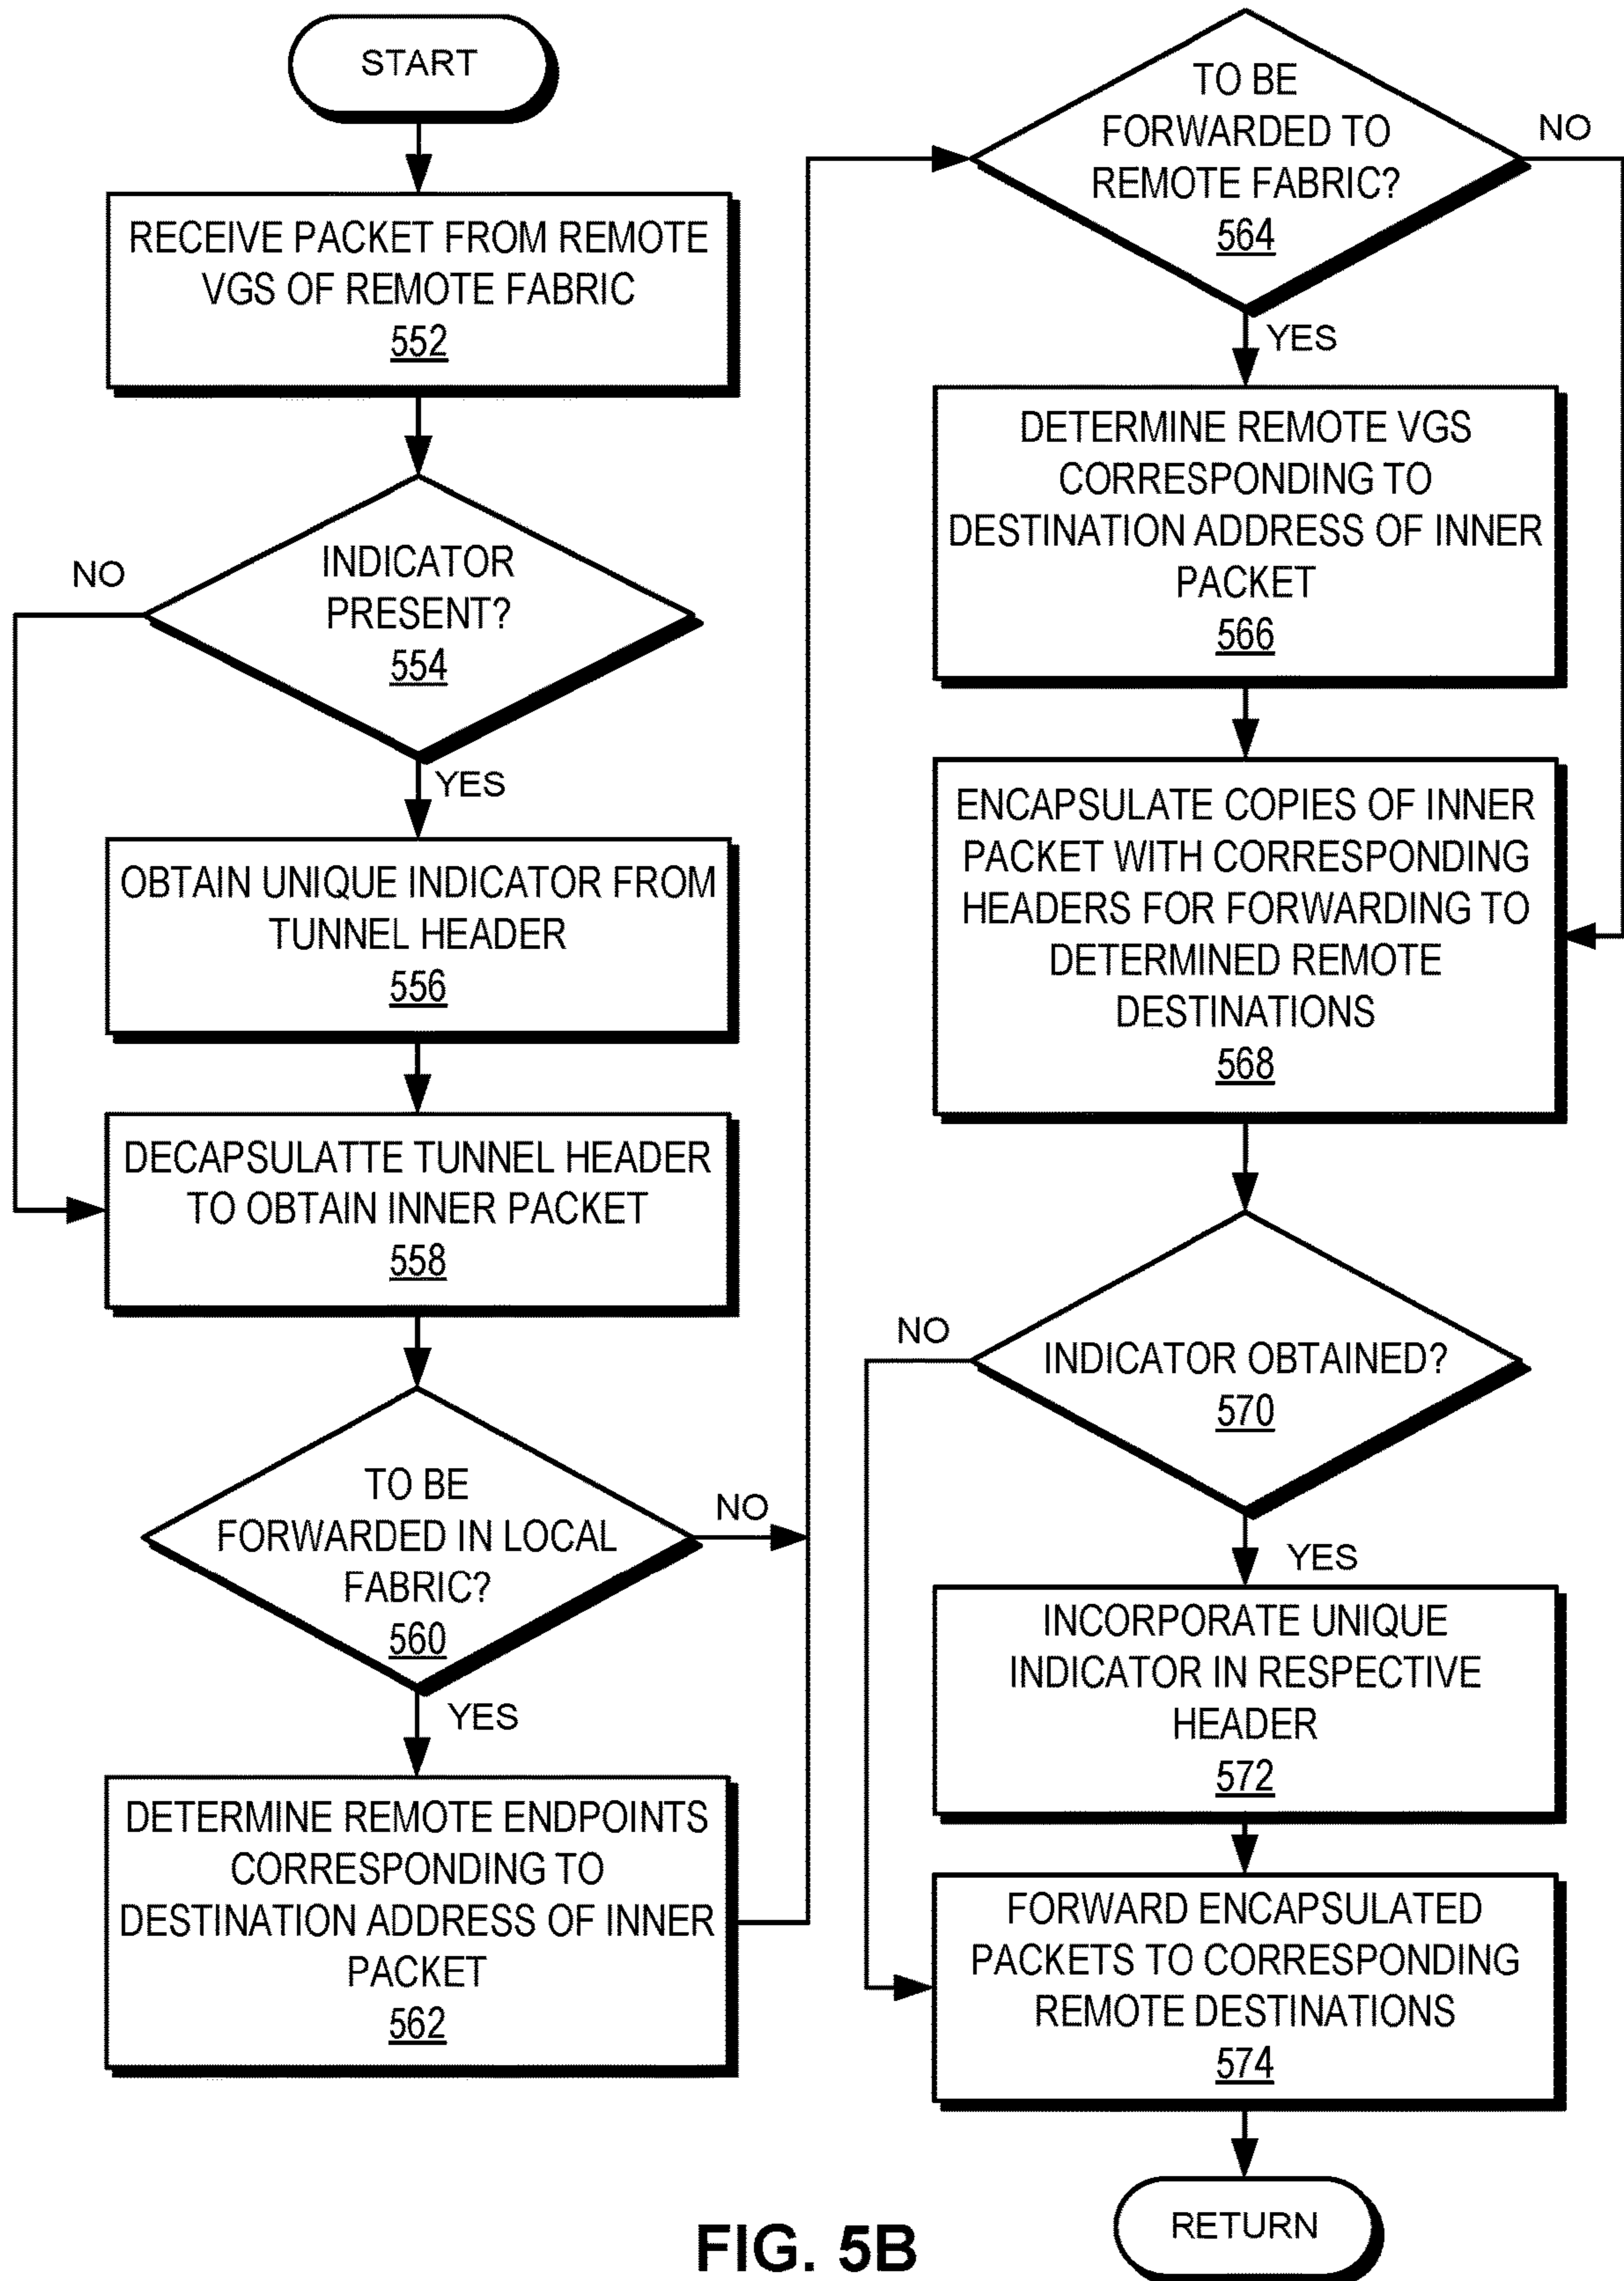 START
RECEIVE PACKET FROM REMOTE
VGS OF REMOTE FABRIC
552
INDICATOR
PRESENT?
554
NO
YES
OBTAIN UNIQUE INDICATOR FROM
TUNNEL HEADER
556
DECAPSULATTE TUNNEL HEADER
TO OBTAIN INNER PACKET
558
TO BE
FORWARDED IN LOCAL
FABRIC?
560
NO
YES
DETERMINE REMOTE ENDPOINTS
CORRESPONDING TO
DESTINATION ADDRESS OF INNER
PACKET
562
TO BE
FORWARDED TO
REMOTE FABRIC?
564
NO
YES
DETERMINE REMOTE VGS
CORRESPONDING TO
DESTINATION ADDRESS OF INNER
PACKET
566
ENCAPSULATE COPIES OF INNER
PACKET WITH CORRESPONDING
HEADERS FOR FORWARDING TO
DETERMINED REMOTE
DESTINATIONS
568
NO
INDICATOR OBTAINED?
570
YES
INCORPORATE UNIQUE
INDICATOR IN RESPECTIVE
HEADER
572
FORWARD ENCAPSULATED
PACKETS TO CORRESPONDING
REMOTE DESTINATIONS
574
RETURN
FIG. 5B